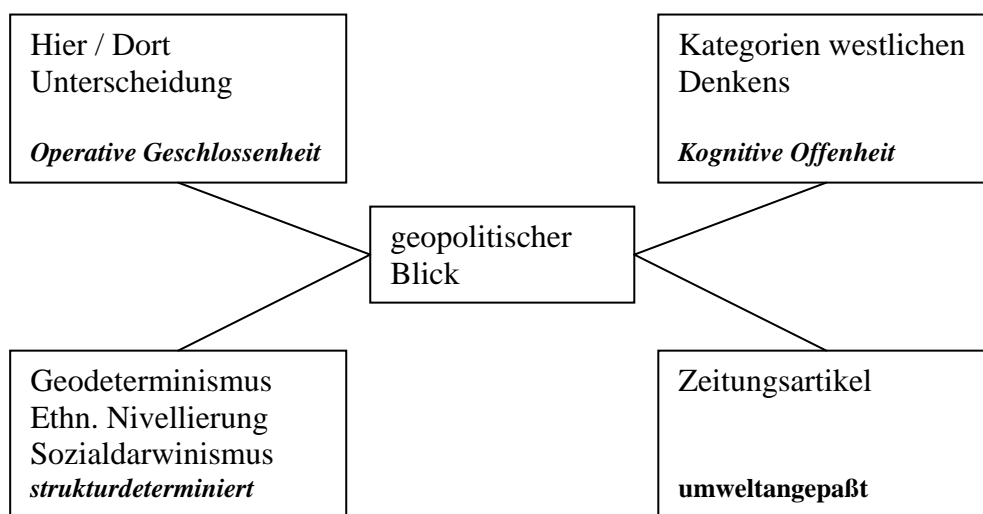 Hier / Dort
Unterscheidung
Operative Geschlossenheit
Kategorien westlichen
Denkens
Kognitive Offenheit
geopolitischer
Blick
Geodeterminismus
Ethn. Nivellierung
Sozialdarwinismus
strukturdeterminiert
Zeitungsartikel
umweltangepaßt